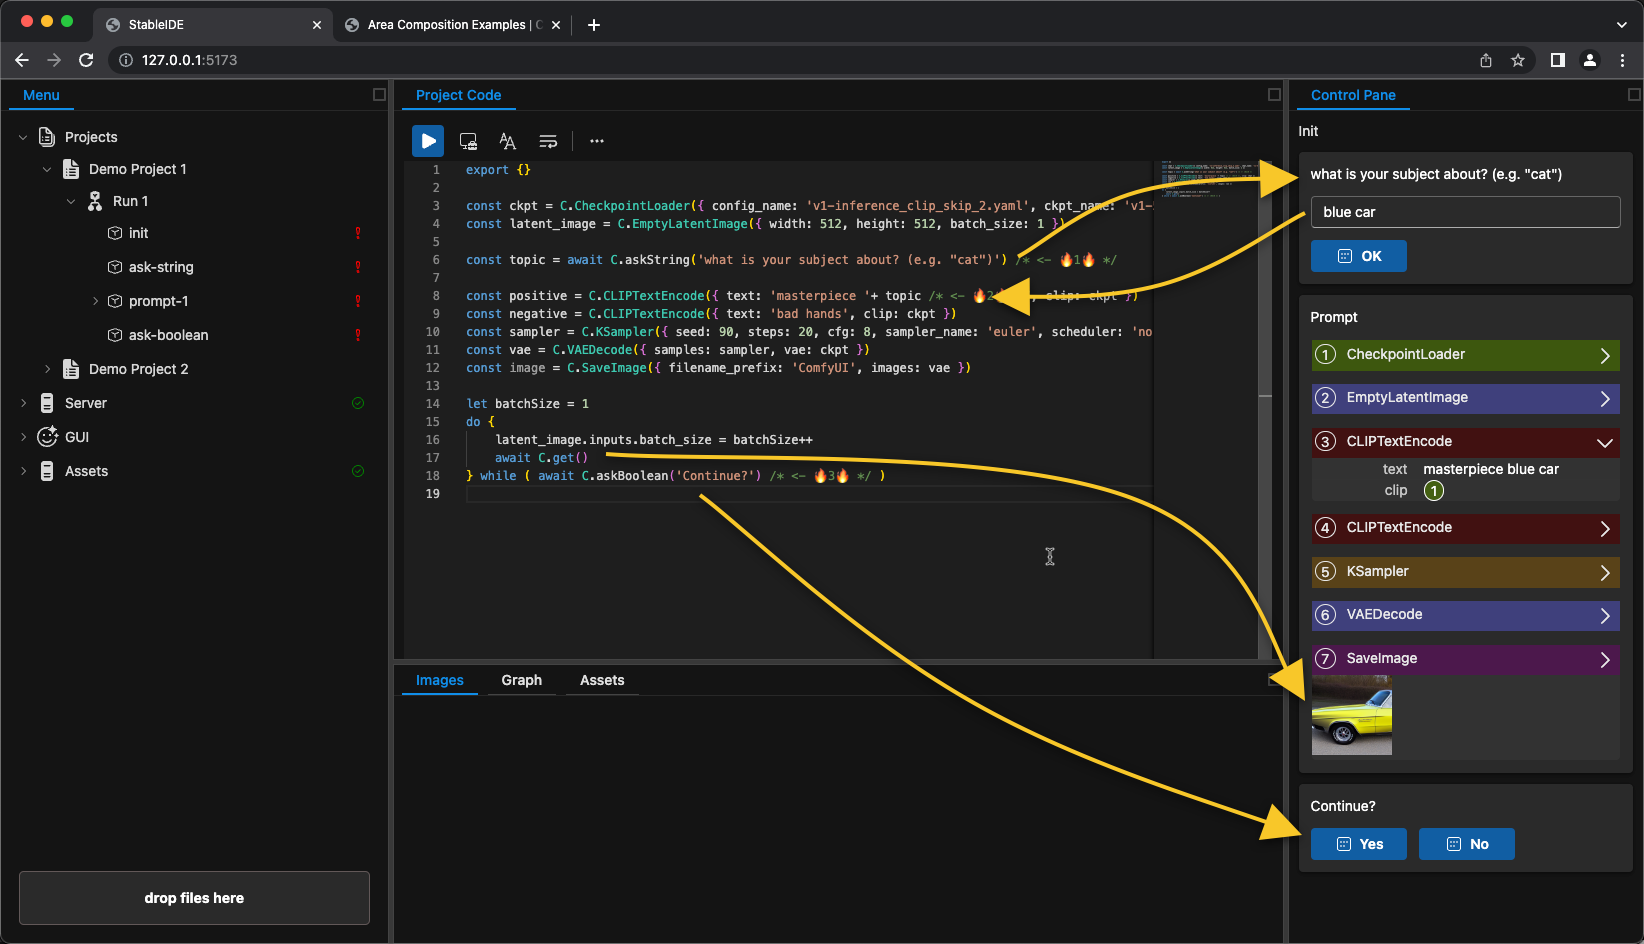 StableIDE
Area Composition Examples |
127.0.0.1:5173
Menu
Projects
Demo Project 1
Run 1
init
ask-string
prompt-1
ask-boolean
Demo Project 2
Server
GUI
Assets
drop files here
Project Code
1 export {}
2
3 const ckpt = C.CheckpointLoader({ config_name: 'v1-inference_clip_skip_2.yaml', ckpt_name: 'v1-
4 const latent_image = C.EmptyLatentImage({ width: 512, height: 512, batch_size: 1 })
5
6 const topic = await C.askString('what is your subject about? (e.g. "cat")') /* <- 🔥1🔥 */
7
8 const positive = C.CLIPTextEncode({ text: 'masterpiece '+ topic /* <- 🔥2 clip: ckpt })
9 const negative = C.CLIPTextEncode({ text: 'bad hands', clip: ckpt })
10 const sampler = C.KSampler({ seed: 90, steps: 20, cfg: 8, sampler_name: 'euler', scheduler: 'no
11 const vae = C.VAEDecode({ samples: sampler, vae: ckpt })
12 const image = C.SaveImage({ filename_prefix: 'ComfyUI', images: vae })
13
14 let batchSize = 1
15 do {
16 latent_image.inputs.batch_size = batchSize++
17 await C.get()
18 } while ( await C.askBoolean('Continue?') /* <- 🔥3🔥 */ )
19
Images Graph Assets
Control Pane
Init
what is your subject about? (e.g. "cat")
blue car
OK
Prompt
1 CheckpointLoader
2 EmptyLatentImage
3 CLIPTextEncode
text masterpiece blue car
clip 1
4 CLIPTextEncode
5 KSampler
6 VAEDecode
7 SaveImage
Continue?
Yes No